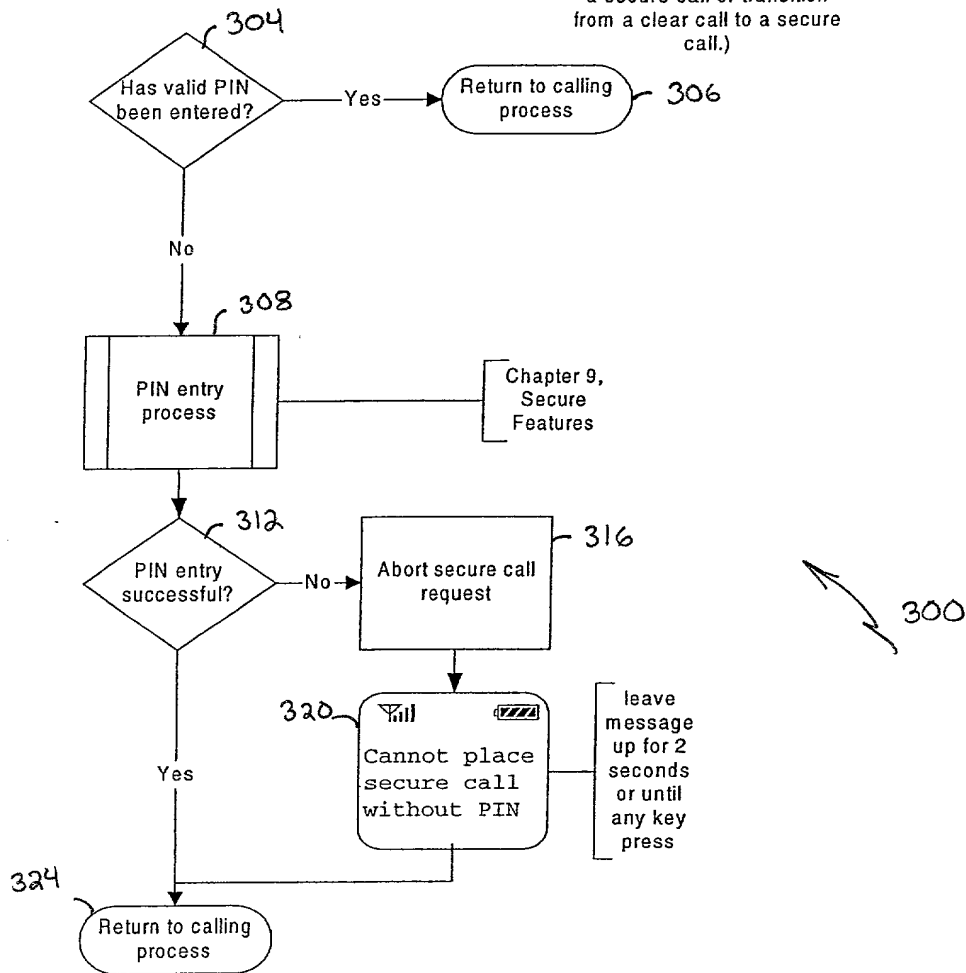 from a clear call to a secure
call.)
304
Has valid PIN
been entered?
Yes
Return to calling
process
306
No
308
PIN entry
process
Chapter 9,
Secure
Features
312
PIN entry
successful?
No
Abort secure call
request
316
300
320
Cannot place
secure call
without PIN
leave
message
up for 2
seconds
or until
any key
press
Yes
324
Return to calling
process